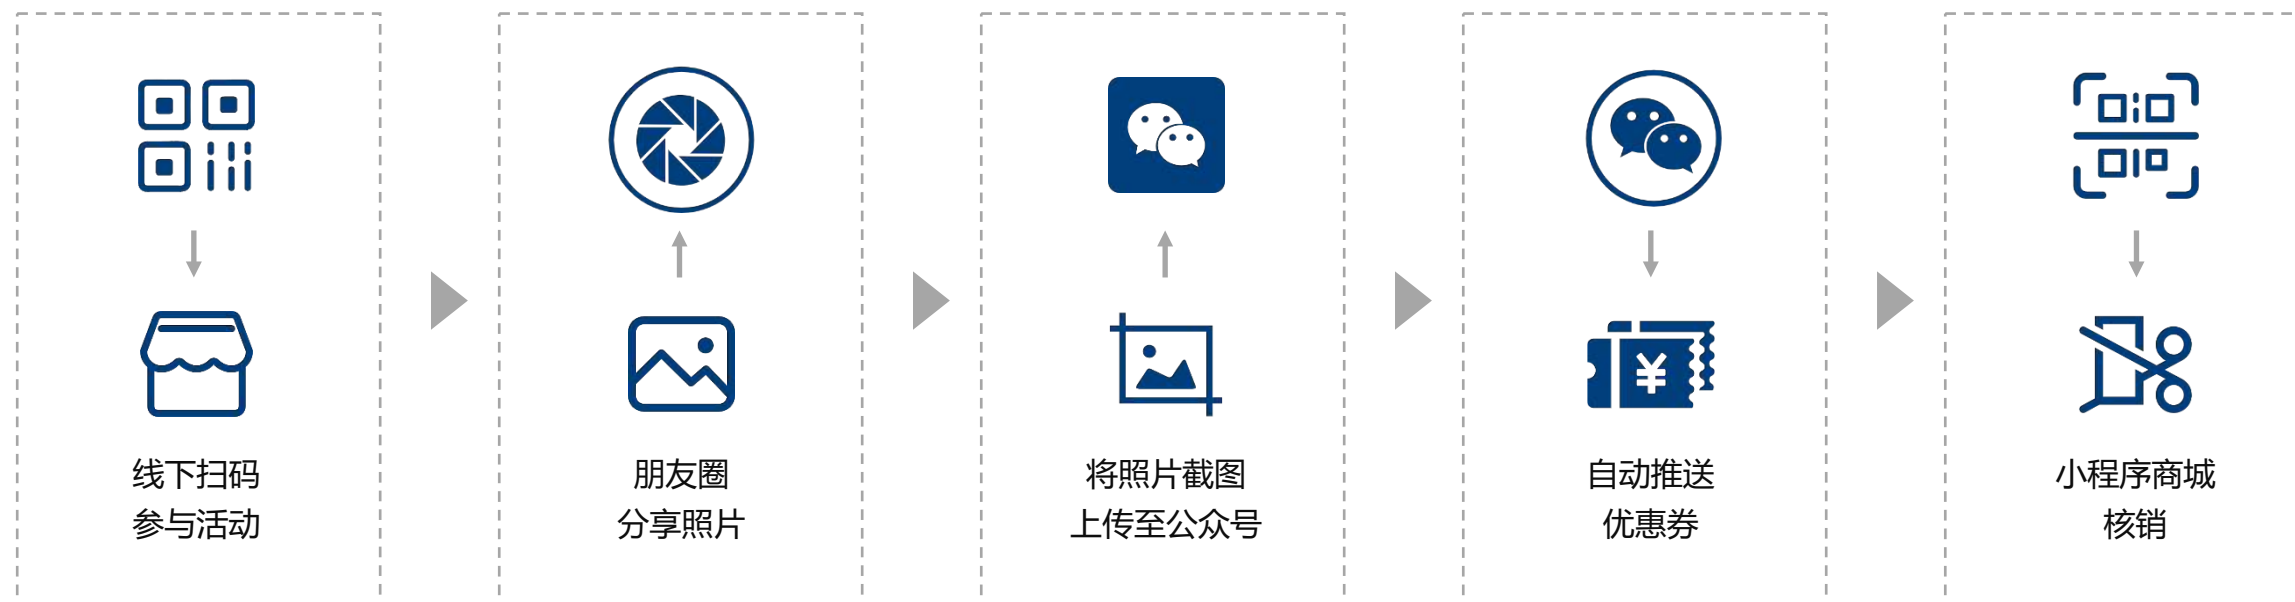 线下扫码
参与活动
朋友圈
分享照片
将照片截图
上传至公众号
自动推送
优惠券
小程序商城
核销